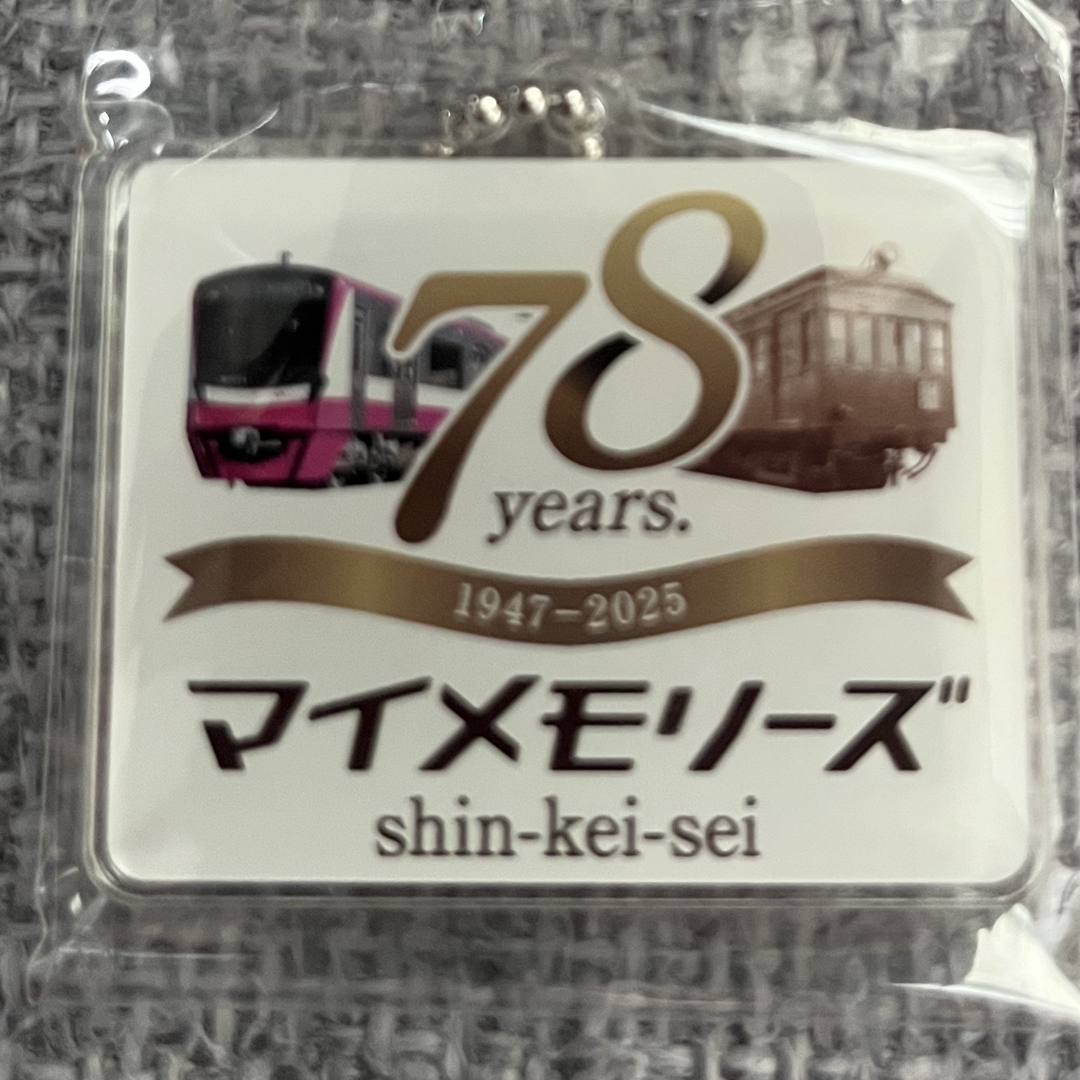 78
years.
1947-2025
マイメモリーズ
shin-kei-sei